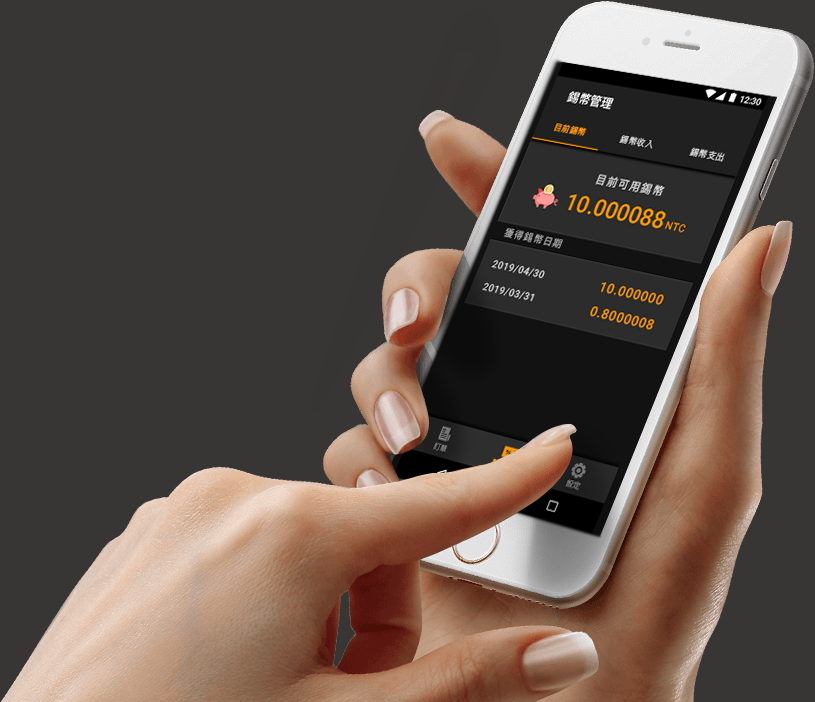 12:30
錫幣管理
目前錫幣 錫幣收入 錫幣支出
目前可用錫幣
10.000088 NTC
獲得錫幣日期
2019/04/30 10.000000
2019/03/31 0.8000008
訂單 設定